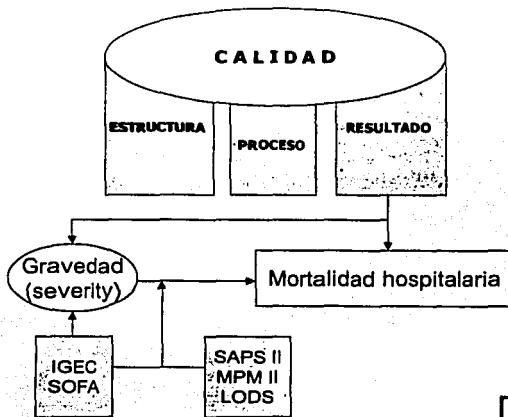 CALIDAD
ESTRUCTURA
PROCESO
RESULTADO
Gravedad
(severity)
Mortalidad hospitalaria
IGEC
SOFA
SAPS II
MPM II
LODS